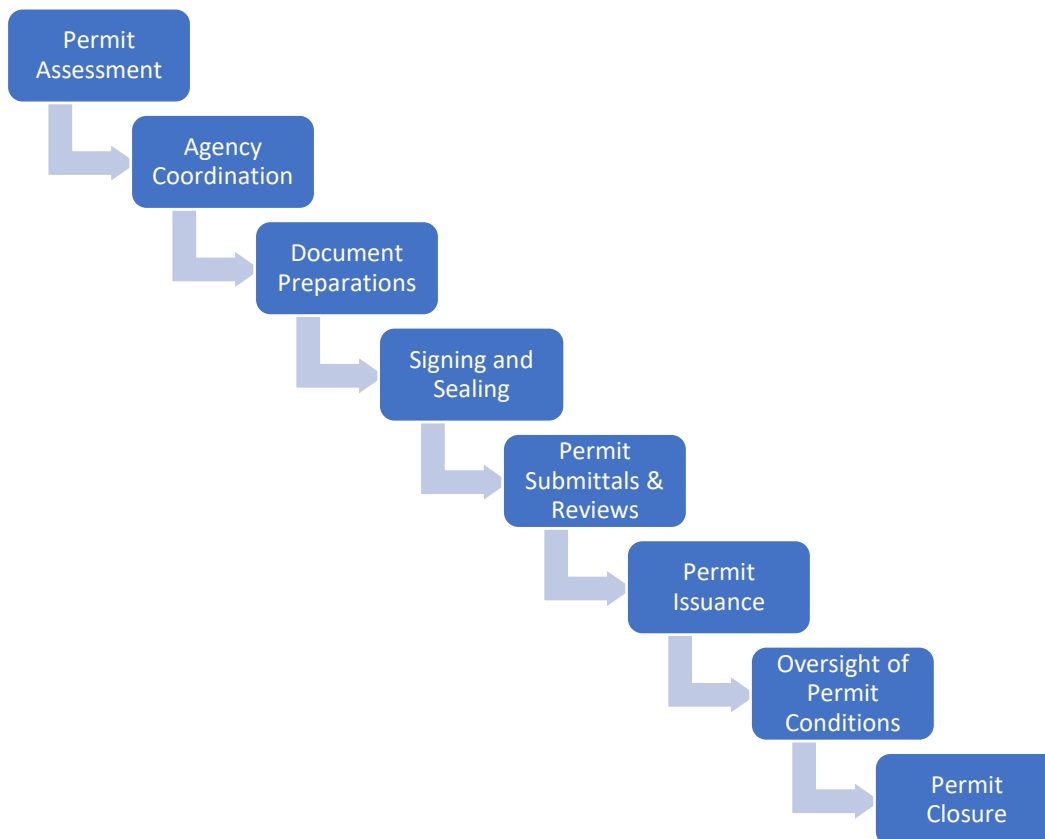 Permit
Assessment
Agency
Coordination
Document
Preparations
Signing and
Sealing
Permit
Submittals &
Reviews
Permit
Issuance
Oversight of
Permit
Conditions
Permit
Closure